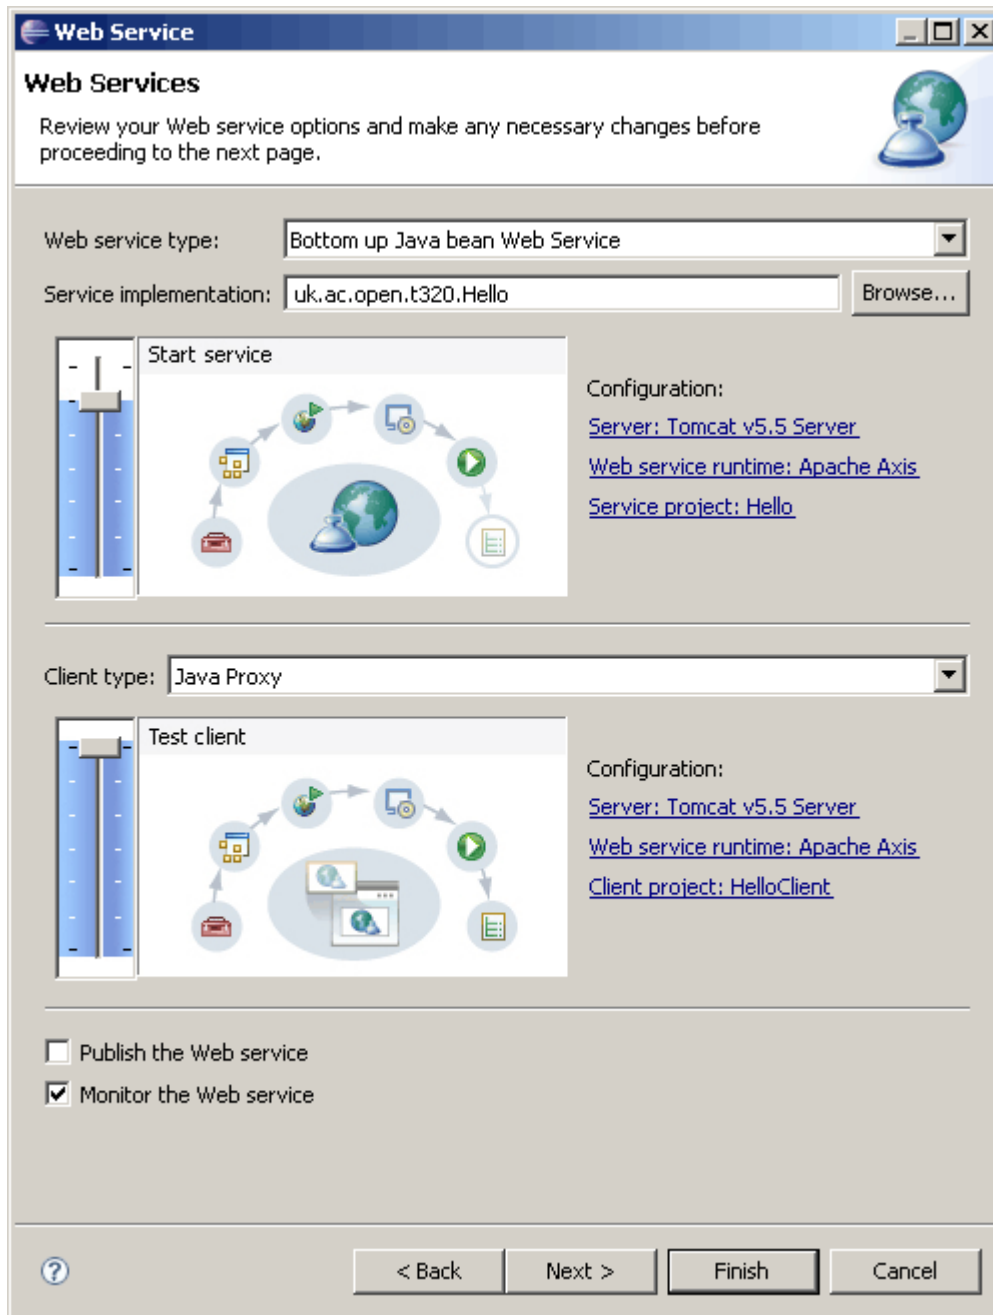 Web Service
Web Services
Review your Web service options and make any necessary changes before
proceeding to the next page.
Web service type: Bottom up Java bean Web Service
Service implementation: uk.ac.open.t320.Hello Browse...
Start service
Configuration:
Server: Tomcat v5.5 Server
Web service runtime: Apache Axis
Service project: Hello
Client type: Java Proxy
Test client
Configuration:
Server: Tomcat v5.5 Server
Web service runtime: Apache Axis
Client project: HelloClient
Publish the Web service
Monitor the Web service
? < Back Next > Finish Cancel